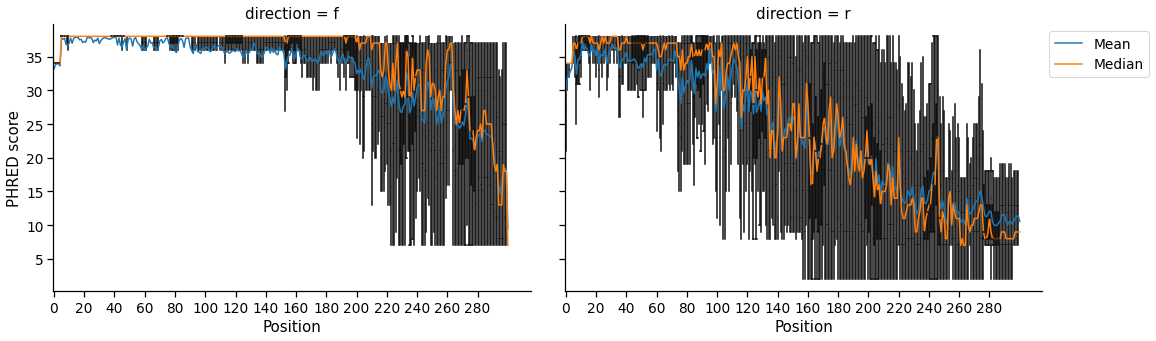 direction = f
direction = r
PHRED score
35
30
25
20
15
10
5
0 20 40 60 80 100 120 140 160 180 200 220 240 260 280
Position
0 20 40 60 80 100 120 140 160 180 200 220 240 260 280
Position
Mean
Median